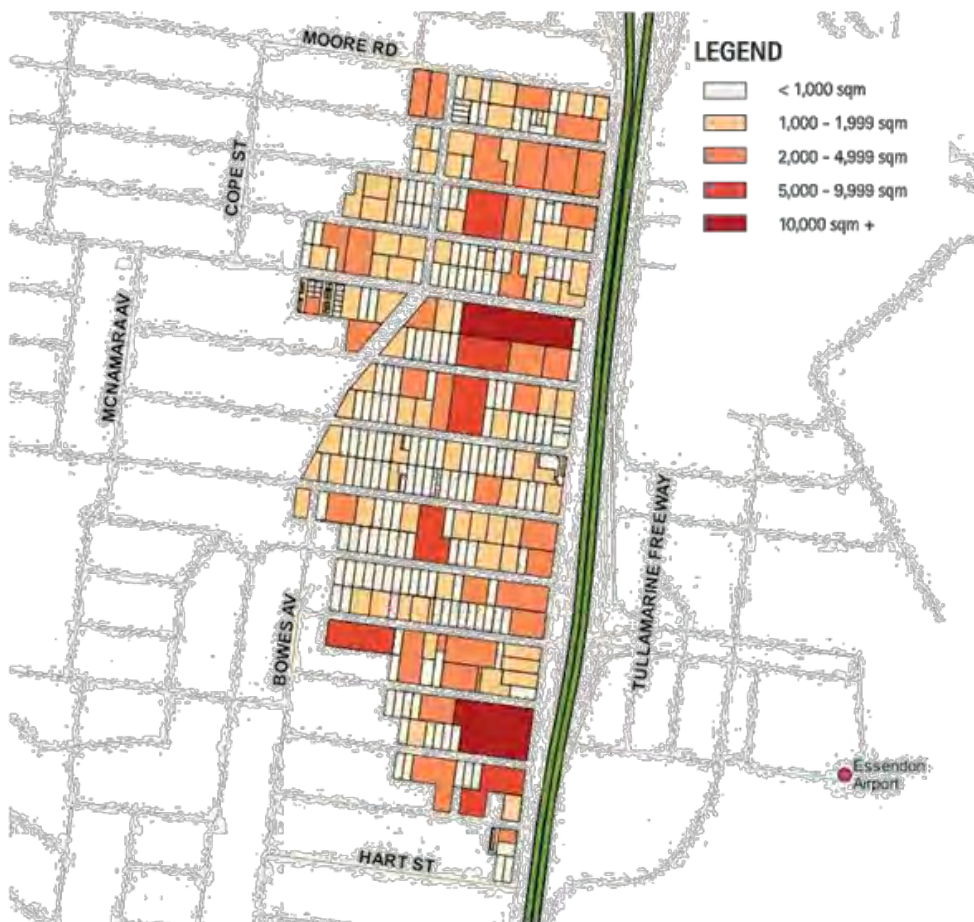 MOORE RD
LEGEND
< 1,000 sqm
1,000 - 1,999 sqm
2,000 - 4,999 sqm
5,000 - 9,999 sqm
10,000 sqm +
COPE ST
MCNAMARA AV
TULLAMARINE FREEWAY
BOWES AV
Essendon
Airport
HART ST